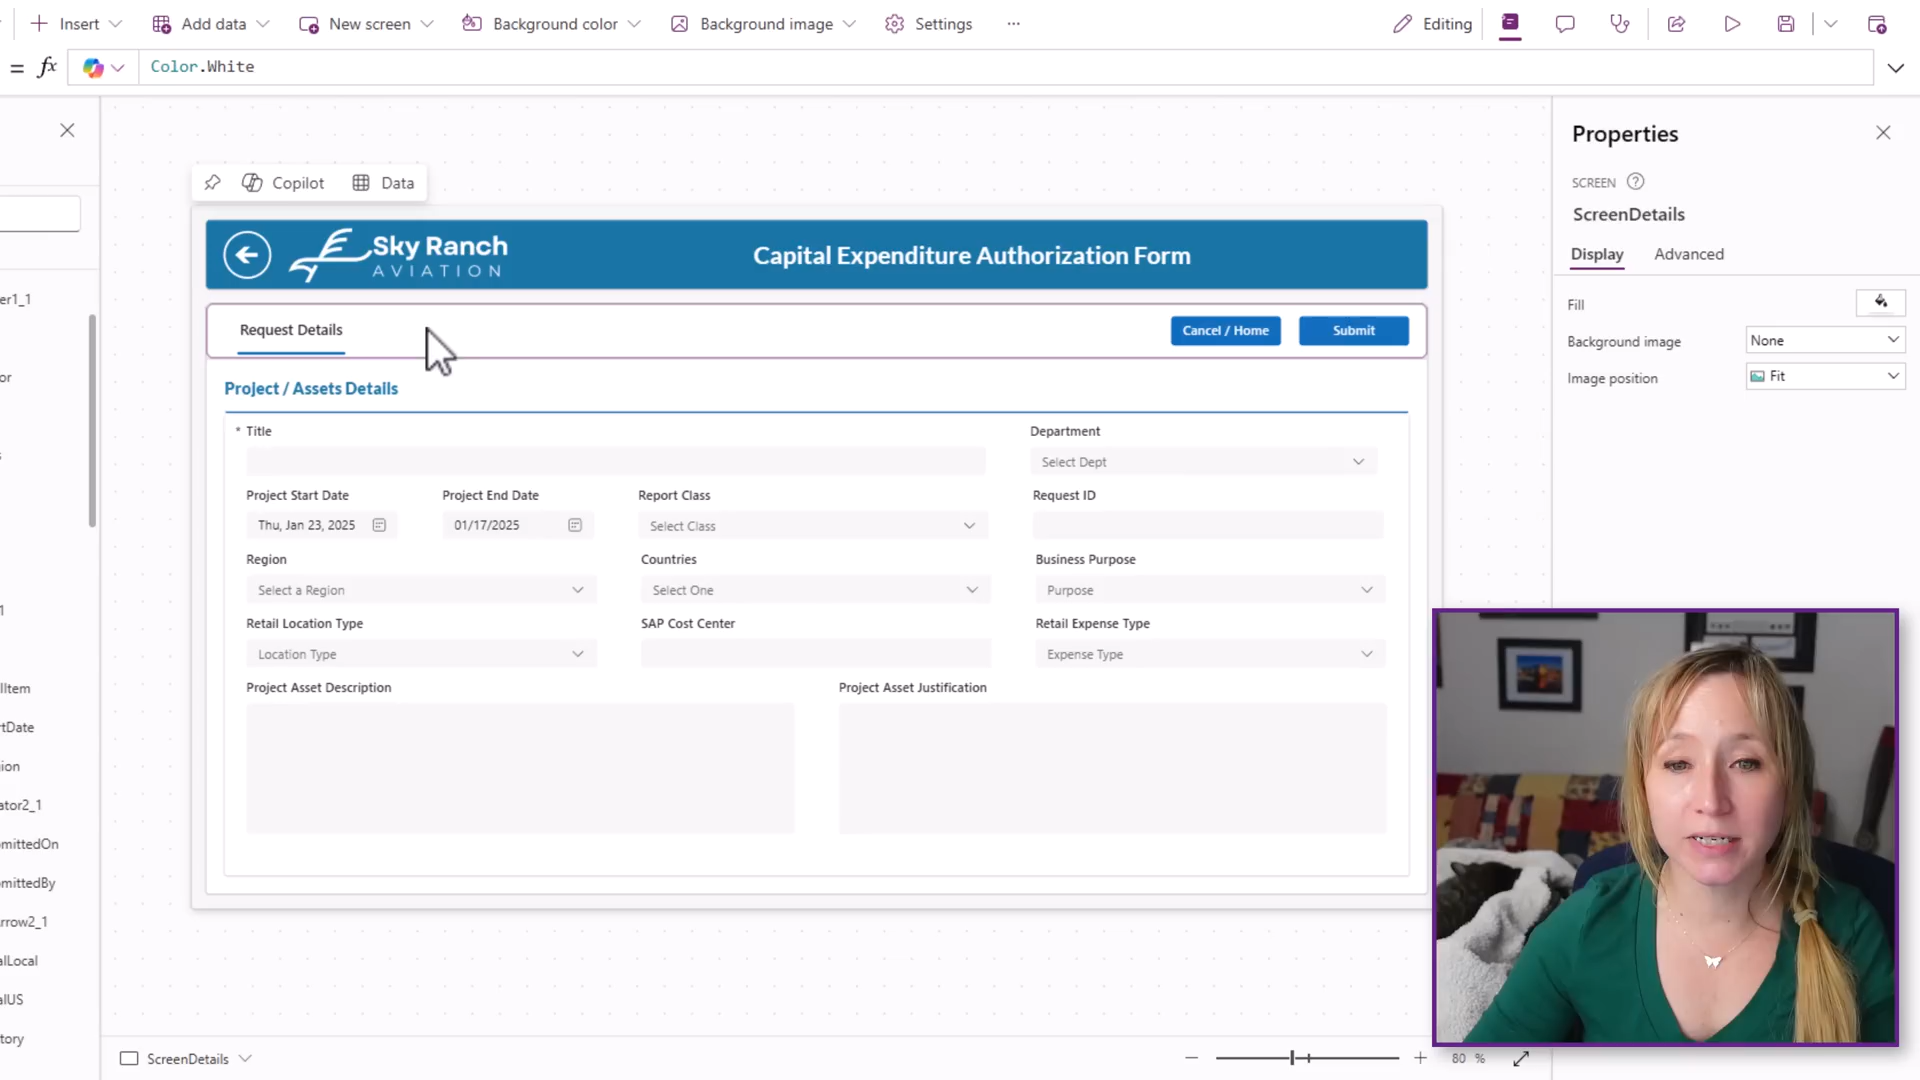 Insert
Add data
New screen
Background color
Background image
Settings
...
Editing
= fx
Color.White
Copilot
Data
Sky Ranch
AVIATION
Capital Expenditure Authorization Form
Request Details
Cancel / Home
Submit
Project / Assets Details
* Title
Department
Select Dept
Project Start Date
Project End Date
Report Class
Request ID
Thu, Jan 23, 2025
01/17/2025
Select Class
Region
Countries
Business Purpose
Select a Region
Select One
Purpose
Retail Location Type
SAP Cost Center
Retail Expense Type
Location Type
Expense Type
Project Asset Description
Project Asset Justification
er1_1
or
s
1
lItem
tDate
ion
ator2_1
mittedOn
mittedBy
rrow2_1
alLocal
alUS
tory
Properties
SCREEN
ScreenDetails
Display
Advanced
Fill
Background image
None
Image position
Fit
ScreenDetails
80 %